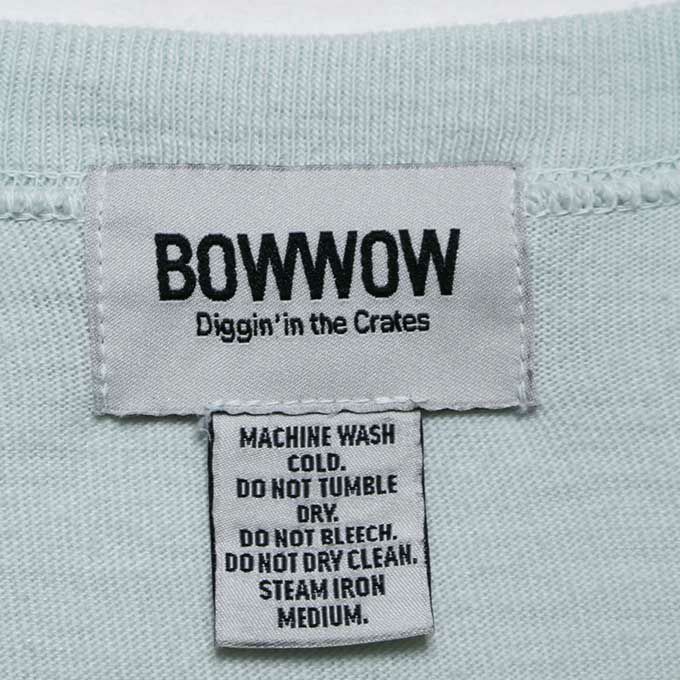 BOWWOW
Diggin' in the Crates
MACHINE WASH
COLD.
DO NOT TUMBLE
DRY.
DO NOT BLEECH.
DO NOT DRY CLEAN.
STEAM IRON
MEDIUM.